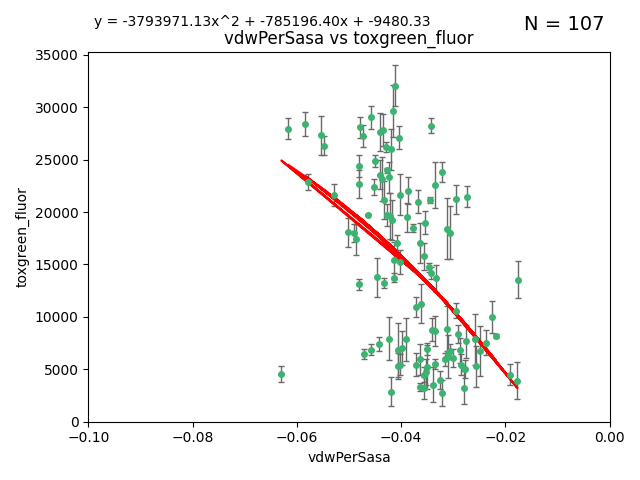 y = -3793971.13x^2 + -785196.40x + -9480.33
N = 107
vdwPerSasa vs toxgreen_fluor
35000
30000
25000
20000
15000
10000
5000
0
toxgreen_fluor
−0.10 −0.08 −0.06 −0.04 −0.02 0.00
vdwPerSasa